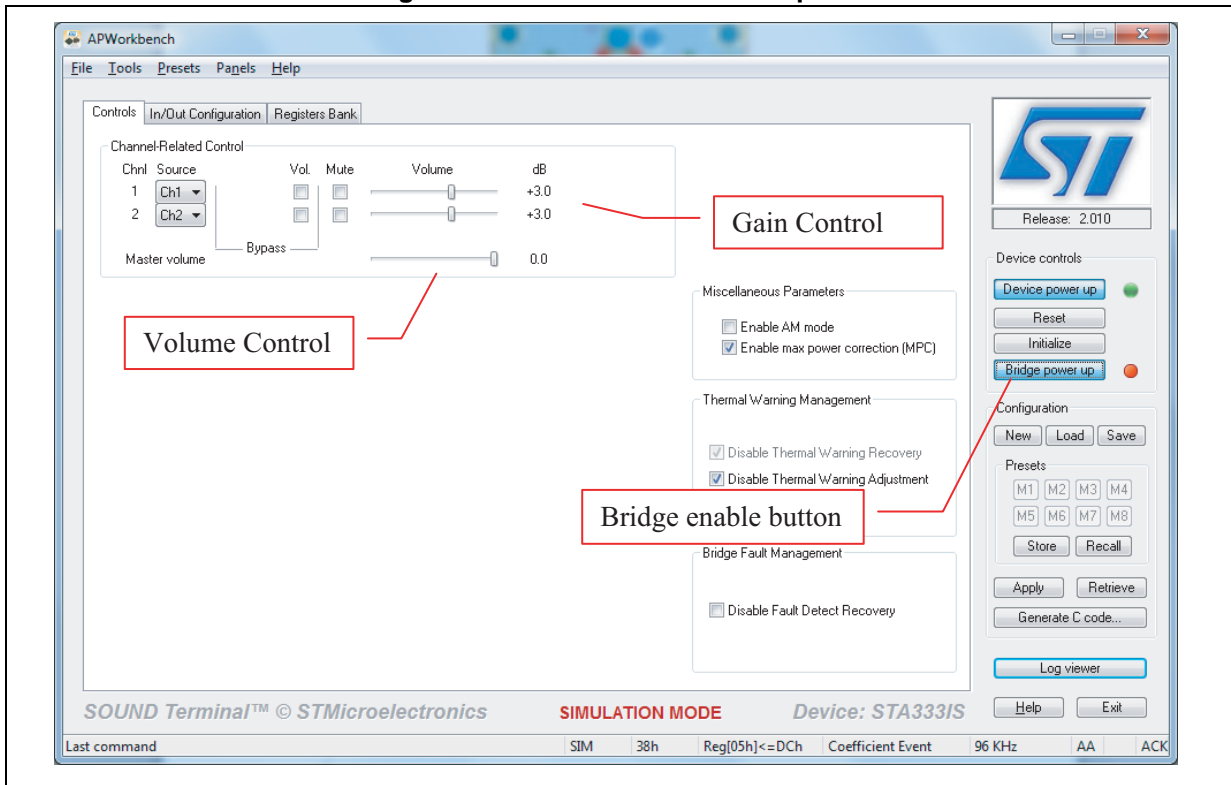 APWorkbench
File Tools Presets Panels Help
Controls In/Out Configuration Registers Bank
Channel-Related Control
Chnl Source Vol. Mute Volume dB
1 Ch1 +3.0
2 Ch2 +3.0
Bypass
Master volume 0.0
Gain Control
Volume Control
Miscellaneous Parameters
Enable AM mode
Enable max power correction (MPC)
Thermal Warning Management
Disable Thermal Warning Recovery
Disable Thermal Warning Adjustment
Bridge enable button
Bridge Fault Management
Disable Fault Detect Recovery
ST
Release: 2.010
Device controls
Device power up
Reset
Initialize
Bridge power up
Configuration
New Load Save
Presets
M1 M2 M3 M4
M5 M6 M7 M8
Store Recall
Apply Retrieve
Generate C code...
Log viewer
Help Exit
SOUND Terminal™ © STMicroelectronics SIMULATION MODE Device: STA333IS
Last command SIM 38h Reg[05h]<=DCh Coefficient Event 96 KHz AA ACK